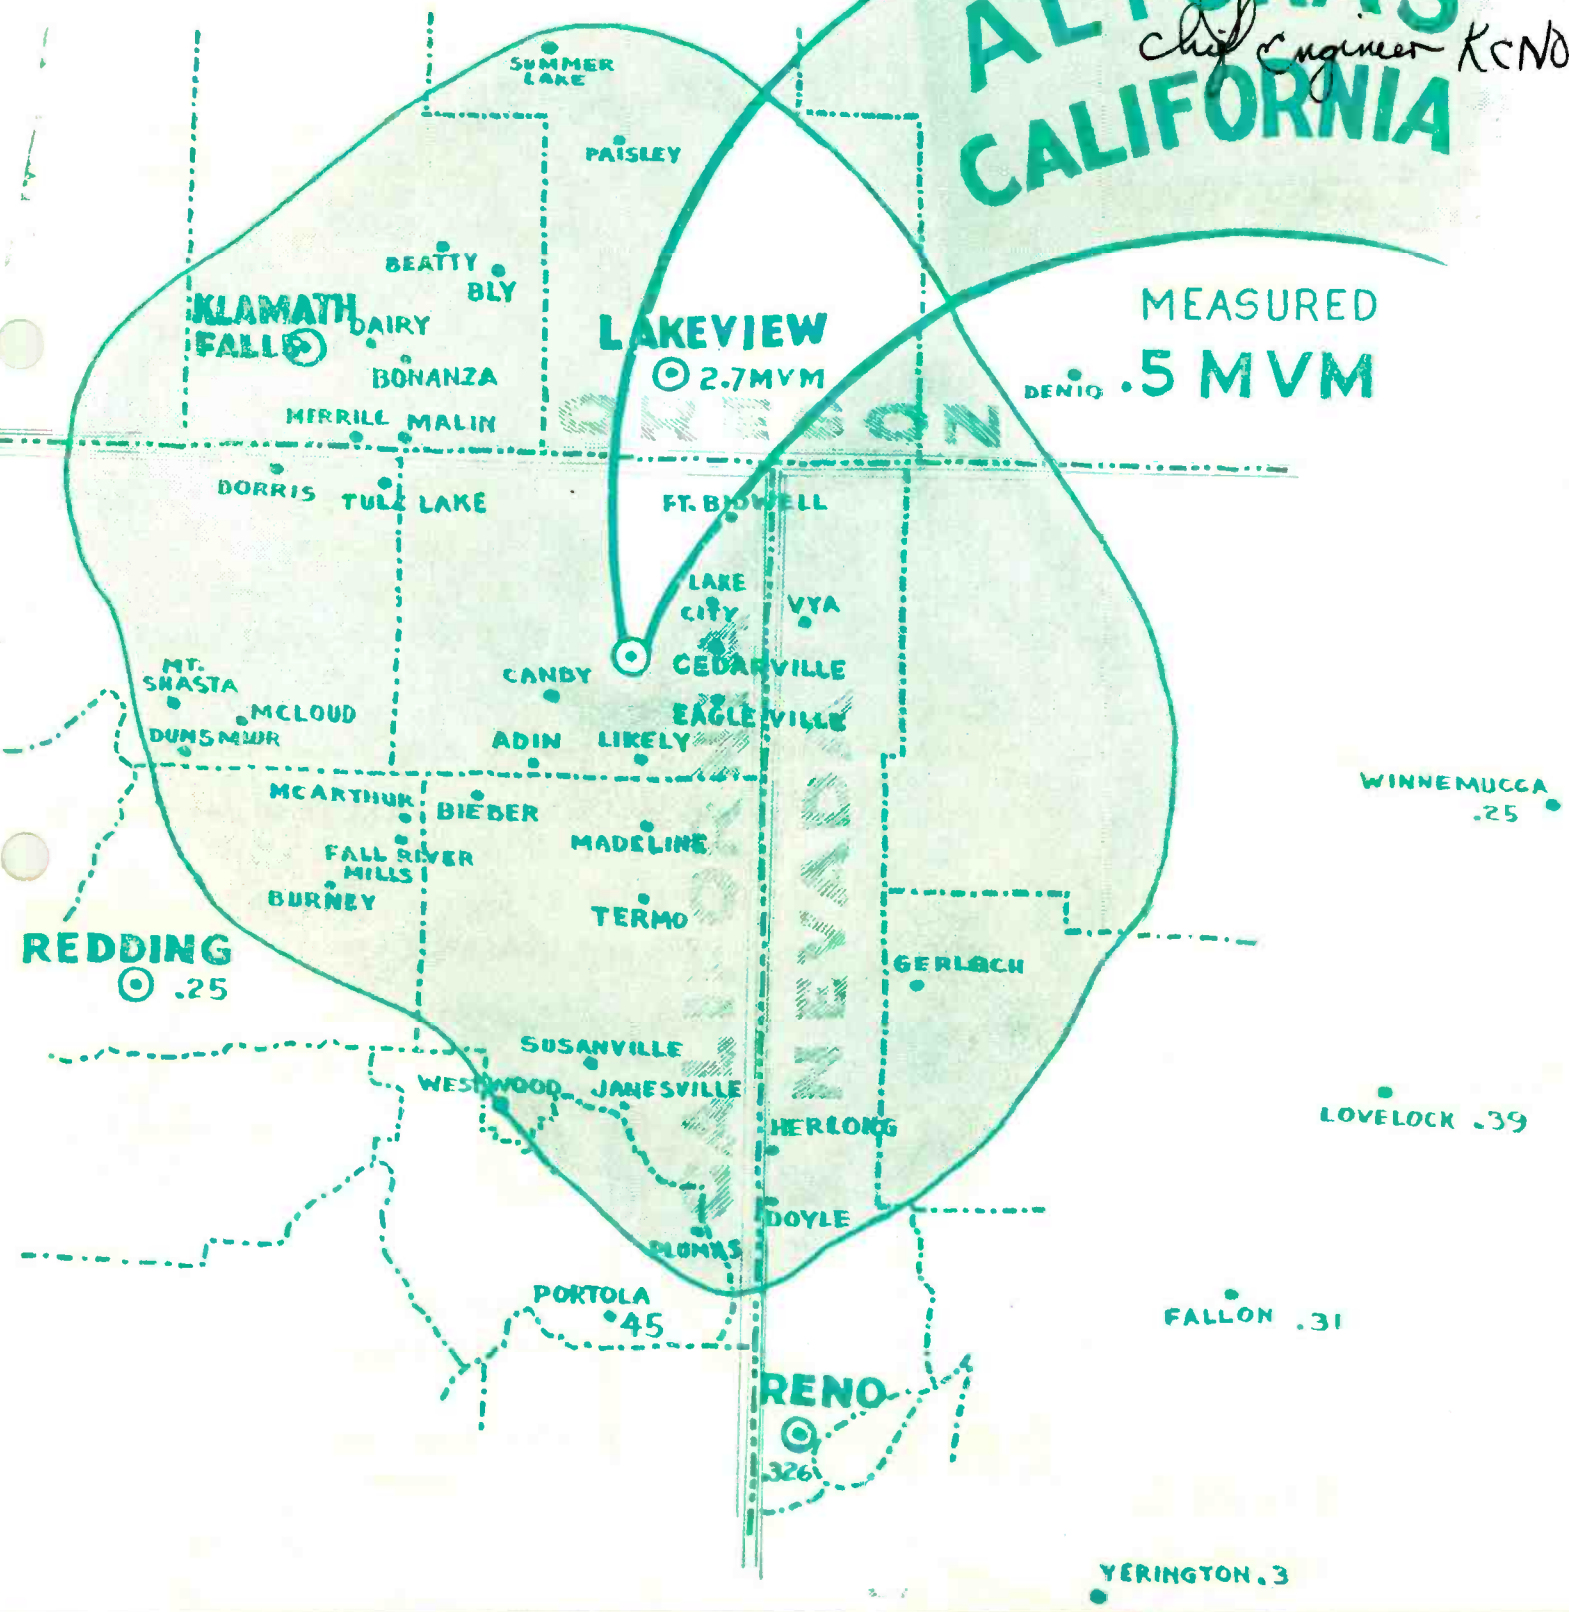 ALTURAS
Chief Engineer KCNO
CALIFORNIA
SUMMER
LAKE
PAISLEY
BEATTY
BLY
KLAMATH
FALLS
DAIRY
BONANZA
LAKEVIEW
2.7MVM
MEASURED
.5 MVM
DENIO
MERRILL
MALIN
OREGON
DORRIS
TULE LAKE
FT. BIDWELL
LAKE
CITY
VYA
CANBY
CEDARVILLE
MT.
SHASTA
MCLOUD
DUNSMUIR
EAGLEVILLE
ADIN
LIKELY
MCARTHUR
BIEBER
FALL RIVER
MILLS
BURNEY
MADELINE
TERMO
CALIFORNIA
NEVADA
WINNEMUCCA
.25
REDDING
.25
GERLACH
SUSANVILLE
WESTWOOD
JANESVILLE
HERLONG
LOVELOCK .39
DOYLE
PLUMAS
PORTOLA
.45
FALLON .31
RENO
.326
YERINGTON .3